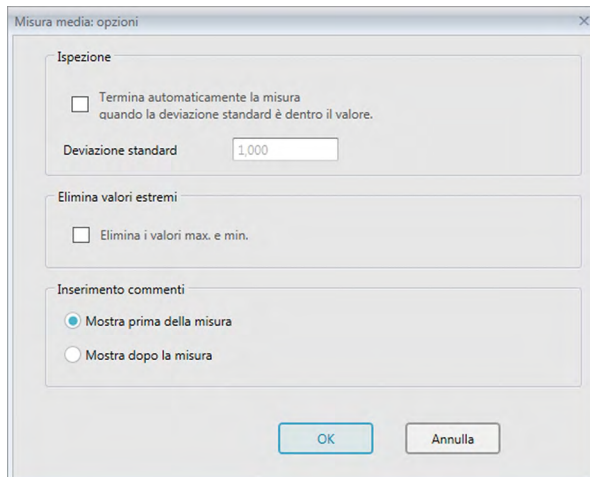 Misura media: opzioni
Ispezione
Termina automaticamente la misura
quando la deviazione standard è dentro il valore.
Deviazione standard 1,000
Elimina valori estremi
Elimina i valori max. e min.
Inserimento commenti
Mostra prima della misura
Mostra dopo la misura
OK Annulla